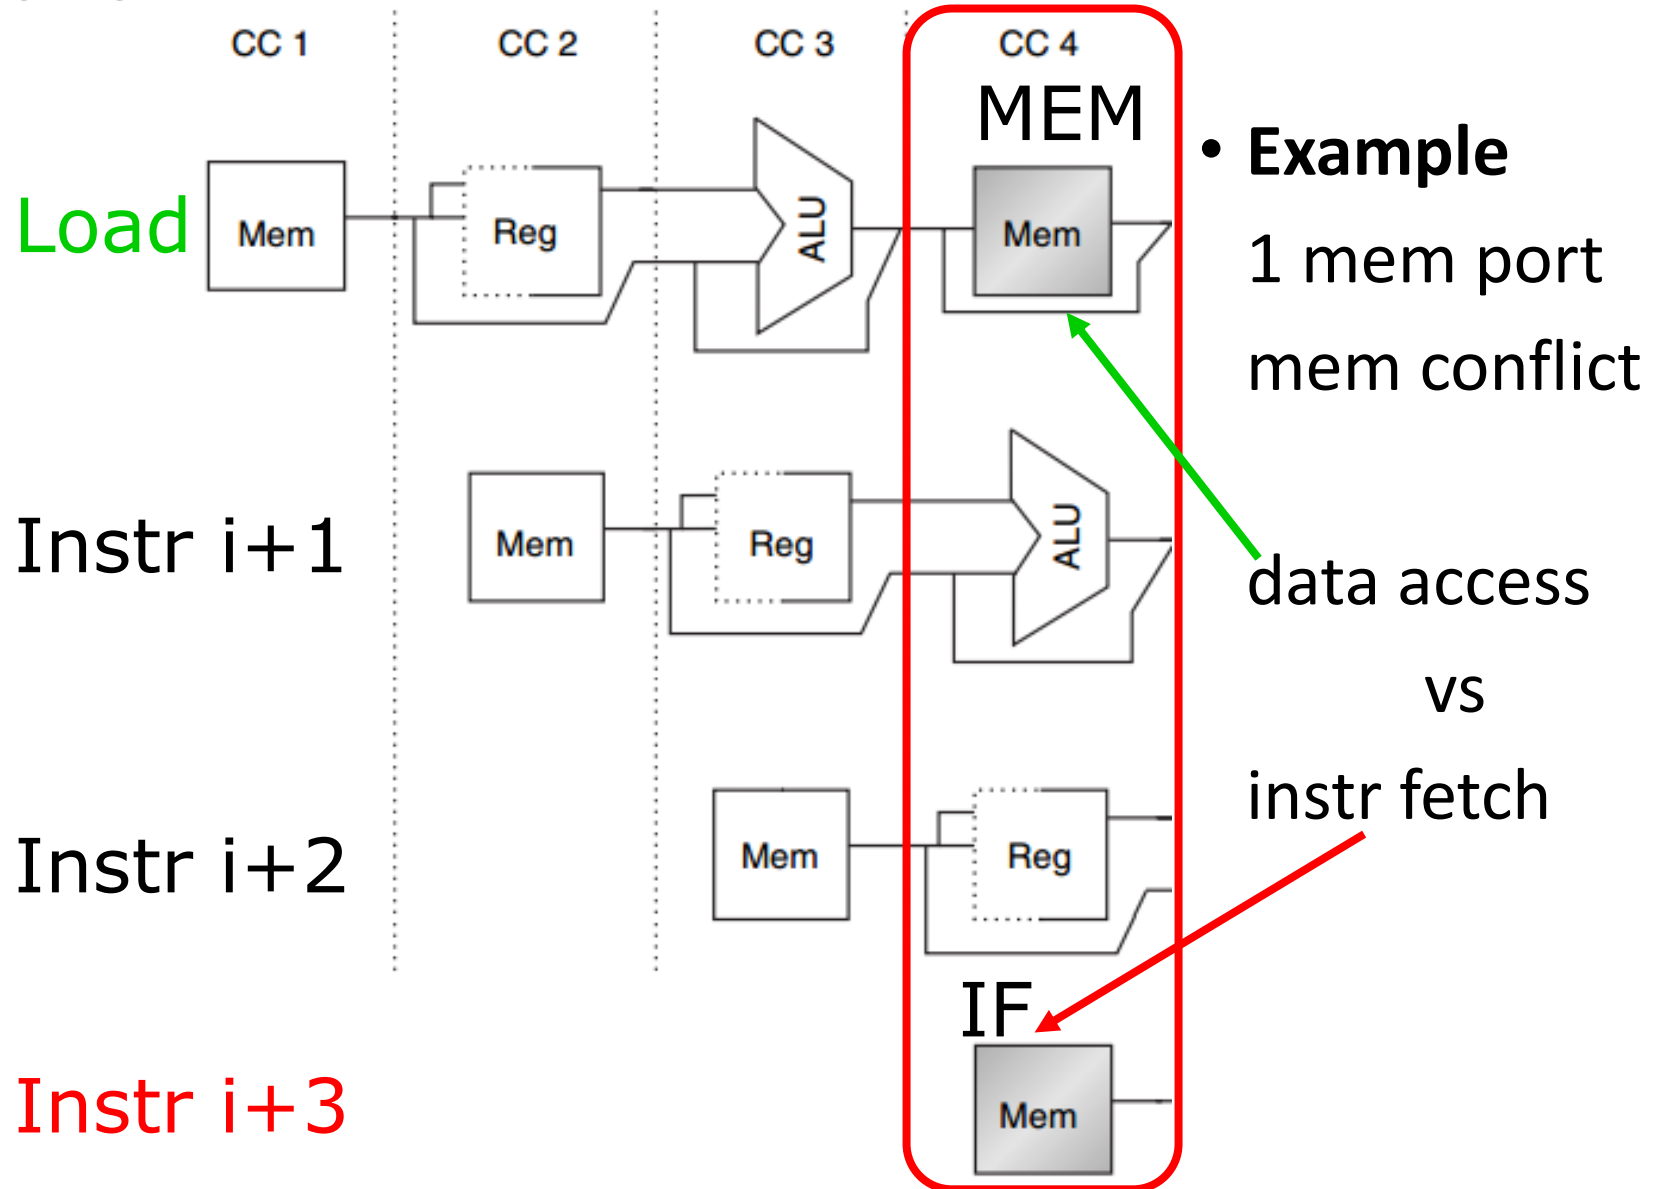 CC 1 CC 2 CC 3 CC 4
MEM
• Example
1 mem port
mem conflict
Load Mem Reg ALU Mem
Instr i+1 Mem Reg ALU
data access
vs
instr fetch
Instr i+2 Mem Reg
IF
Instr i+3 Mem